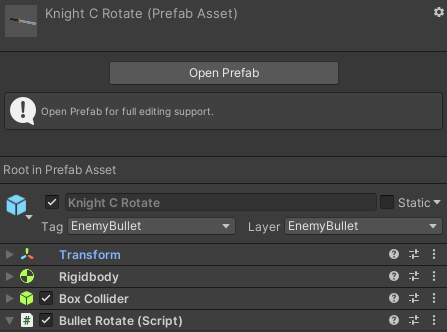 Knight C Rotate (Prefab Asset)
Open Prefab
Open Prefab for full editing support.
Root in Prefab Asset
Knight C Rotate Static
Tag EnemyBullet Layer EnemyBullet
Transform
Rigidbody
Box Collider
# Bullet Rotate (Script)